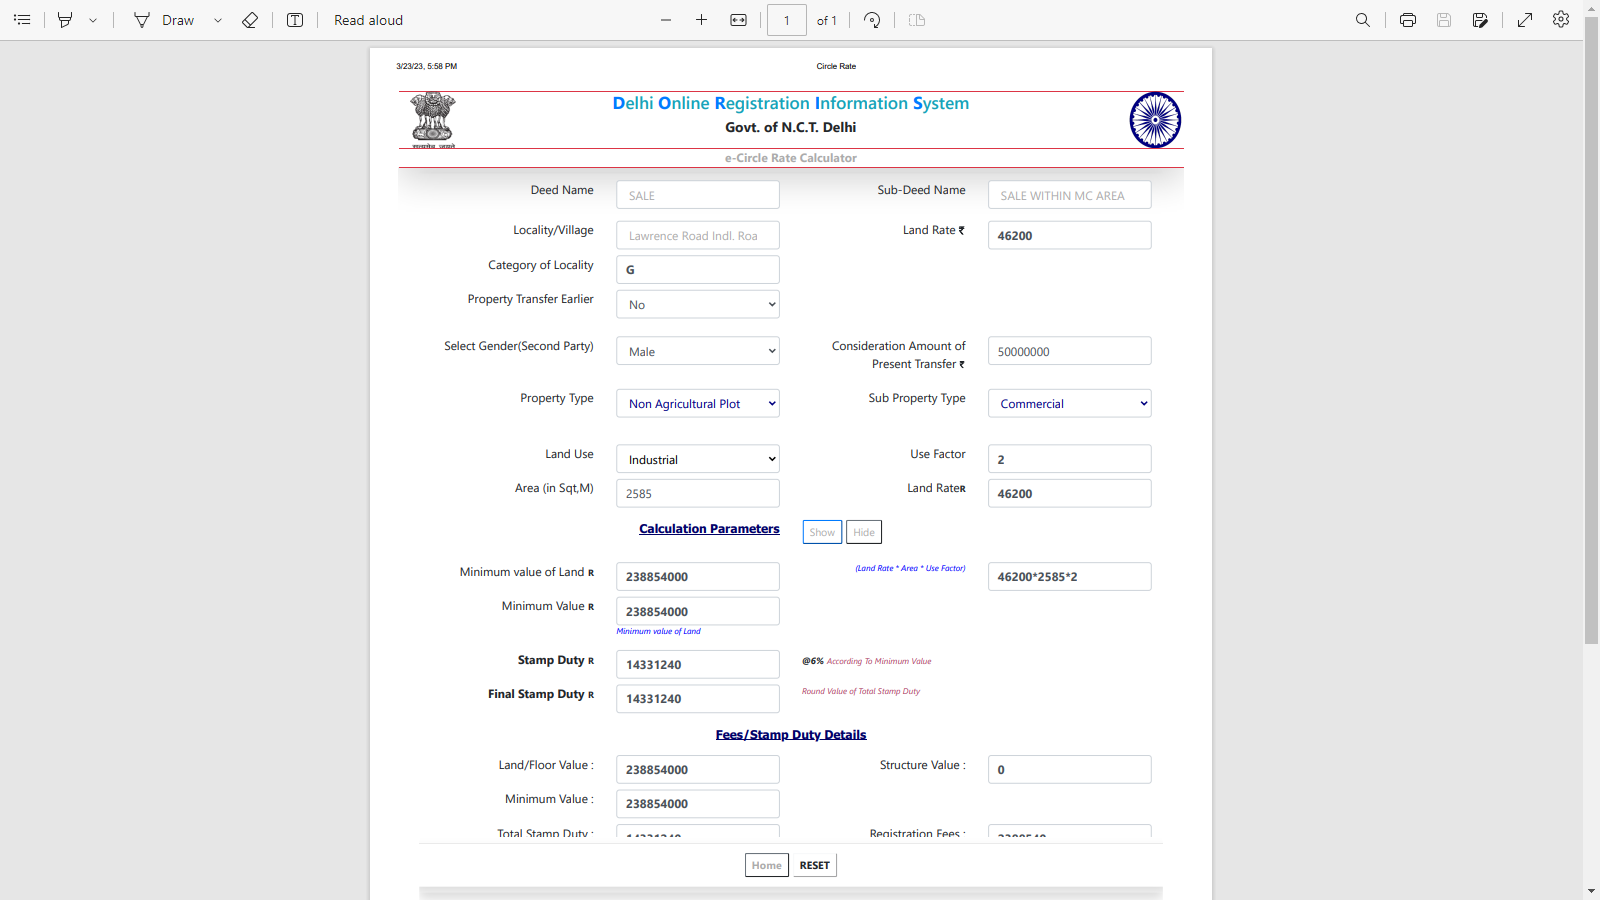 Draw
Read aloud
1 of 1
3/23/23, 5:58 PM
Circle Rate
Delhi Online Registration Information System
Govt. of N.C.T. Delhi
सत्यमेव जयते
e-Circle Rate Calculator
Deed Name SALE Sub-Deed Name SALE WITHIN MC AREA
Locality/Village Lawrence Road Indl. Roa Land Rate ₹ 46200
Category of Locality G
Property Transfer Earlier No
Select Gender(Second Party) Male Consideration Amount of Present Transfer ₹ 50000000
Property Type Non Agricultural Plot Sub Property Type Commercial
Land Use Industrial Use Factor 2
Area (in Sqt,M) 2585 Land RateR 46200
Calculation Parameters Show Hide
Minimum value of Land R 238854000 (Land Rate * Area * Use Factor) 46200*2585*2
Minimum Value R 238854000
Minimum value of Land
Stamp Duty R 14331240 @6% According To Minimum Value
Final Stamp Duty R 14331240 Round Value of Total Stamp Duty
Fees/Stamp Duty Details
Land/Floor Value : 238854000 Structure Value : 0
Minimum Value : 238854000
Total Stamp Duty : 14331240 Registration Fees :
Home RESET